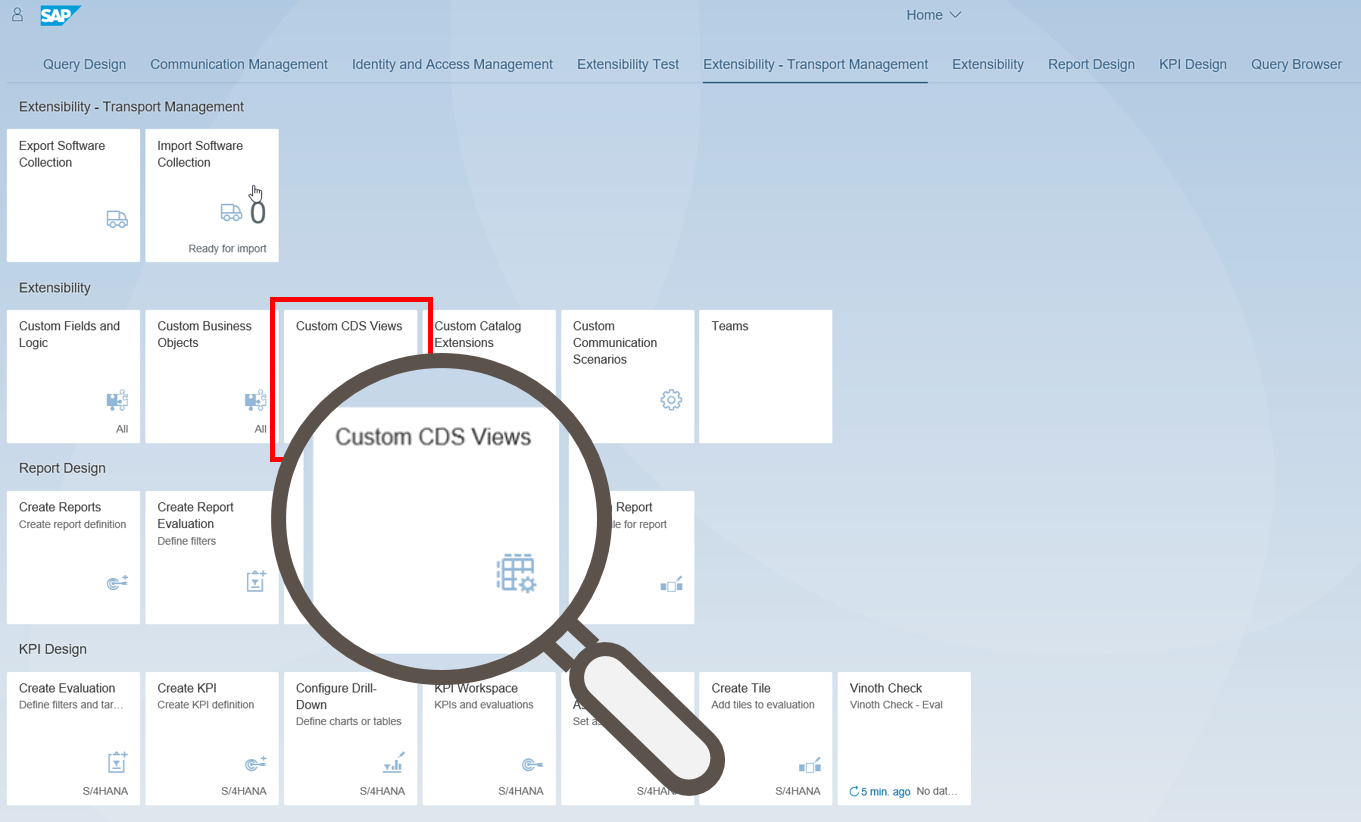 SAP
Home
Query Design
Communication Management
Identity and Access Management
Extensibility Test
Extensibility - Transport Management
Extensibility
Report Design
KPI Design
Query Browser
Extensibility - Transport Management
Export Software
Collection
Import Software
Collection
0
Ready for import
Extensibility
Custom Fields and
Logic
All
Custom Business
Objects
All
Custom CDS Views
Custom Catalog
Extensions
Custom
Communication
Scenarios
Teams
Custom CDS Views
Report Design
Create Reports
Create report definition
Create Report
Evaluation
Define filters
Report
for report
KPI Design
Create Evaluation
Define filters and tar...
S/4HANA
Create KPI
Create KPI definition
S/4HANA
Configure Drill-
Down
Define charts or tables
S/4HANA
KPI Workspace
KPIs and evaluations
S/4HANA
Set
Create Tile
Add tiles to evaluation
S/4HANA
Vinoth Check
Vinoth Check - Eval
5 min. ago
No dat...